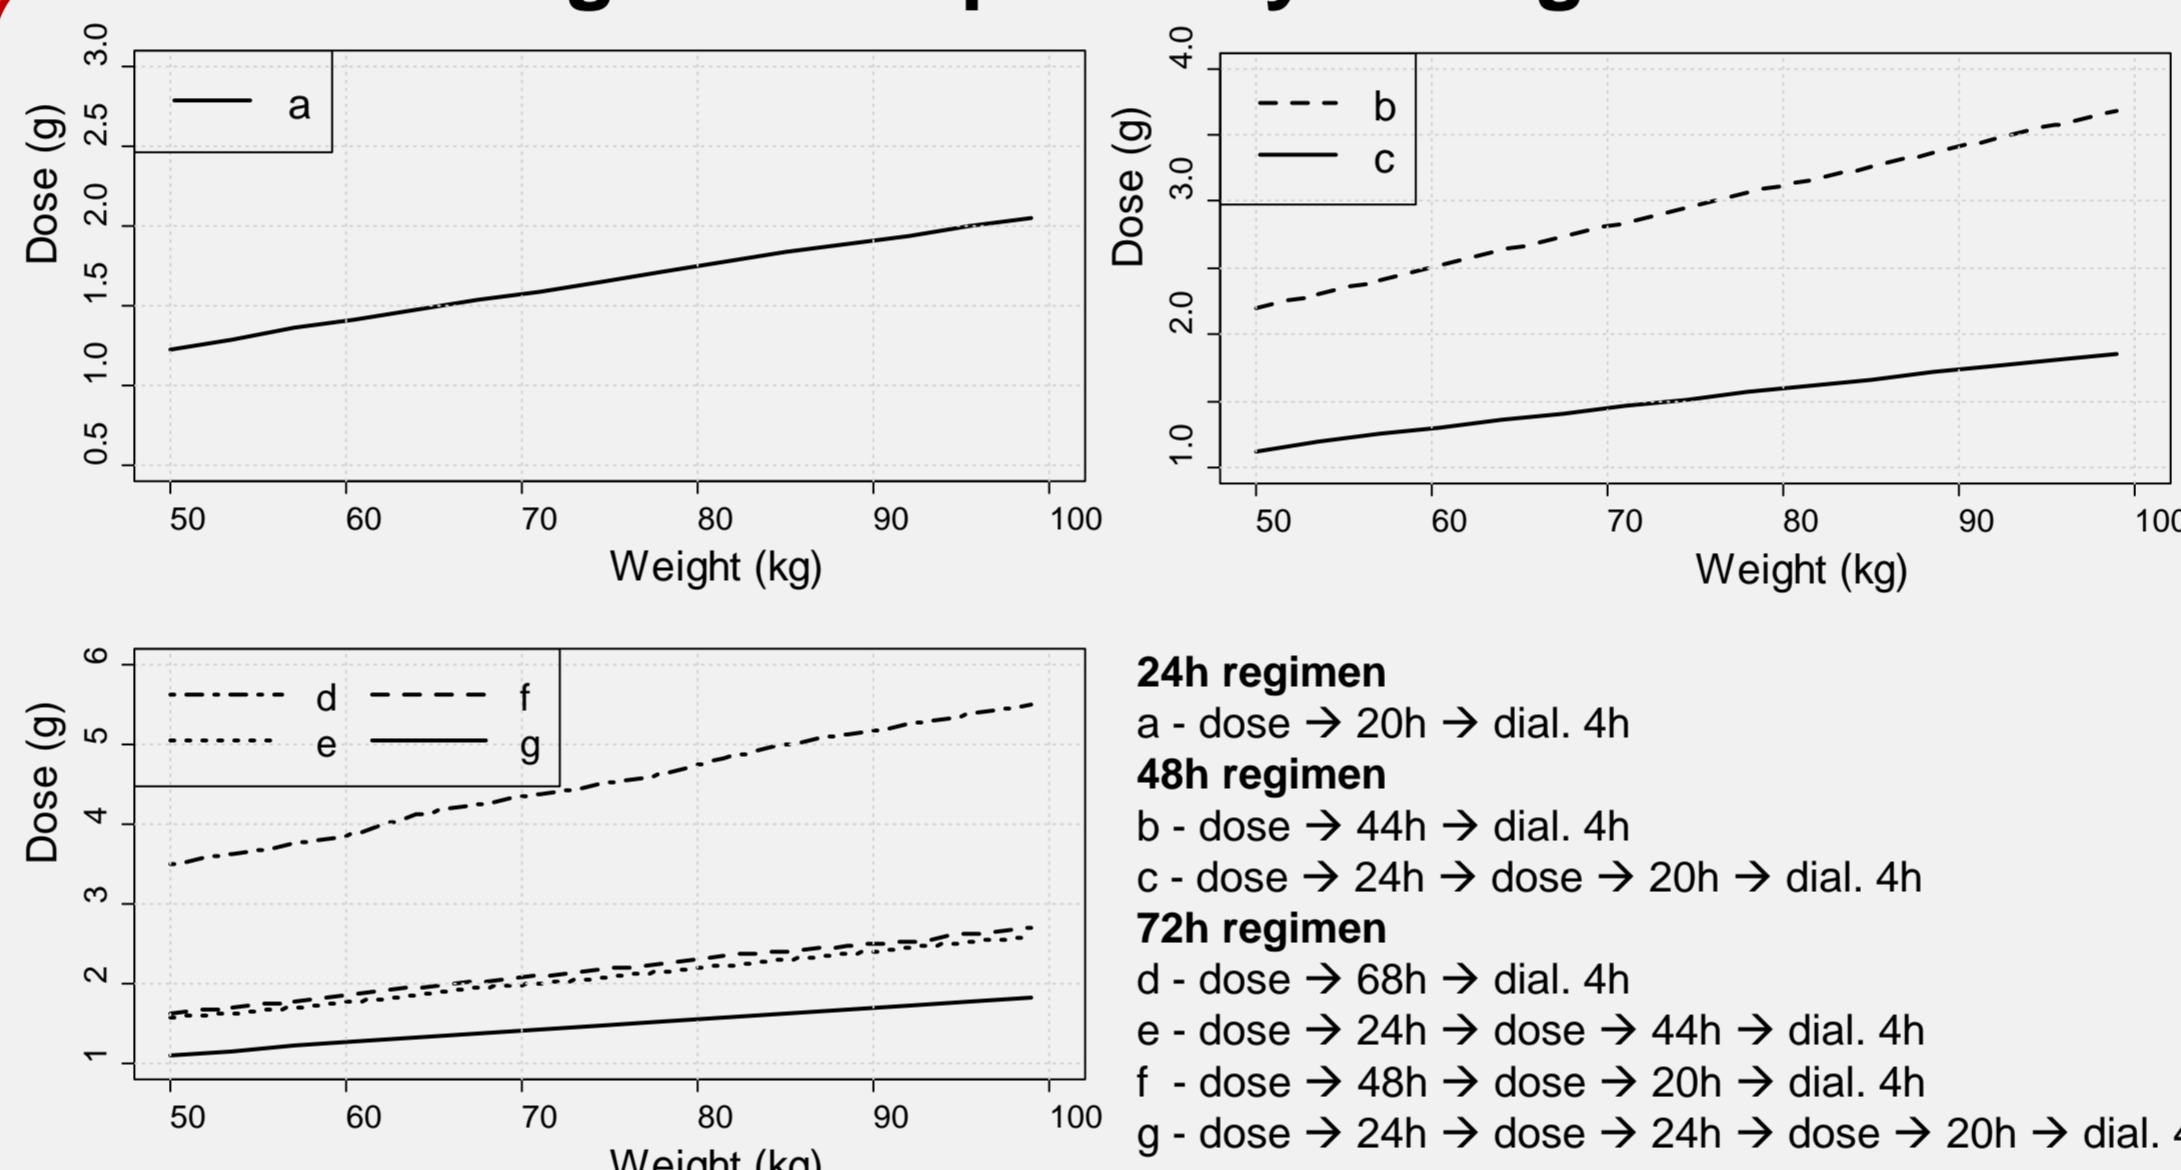 3.0
2.5
2.0
1.5
1.0
0.5
Dose (g)
a
50 60 70 80 90 100
Weight (kg)
4.0
3.0
2.0
1.0
Dose (g)
b
c
50 60 70 80 90 100
Weight (kg)
6
5
4
3
2
1
Dose (g)
d f
e g
50 60 70 80 90 100
Weight (kg)
24h regimen
a - dose → 20h → dial. 4h
48h regimen
b - dose → 44h → dial. 4h
c - dose → 24h → dose → 20h → dial. 4h
72h regimen
d - dose → 68h → dial. 4h
e - dose → 24h → dose → 44h → dial. 4h
f - dose → 48h → dose → 20h → dial. 4h
g - dose → 24h → dose → 24h → dose → 20h → dial.